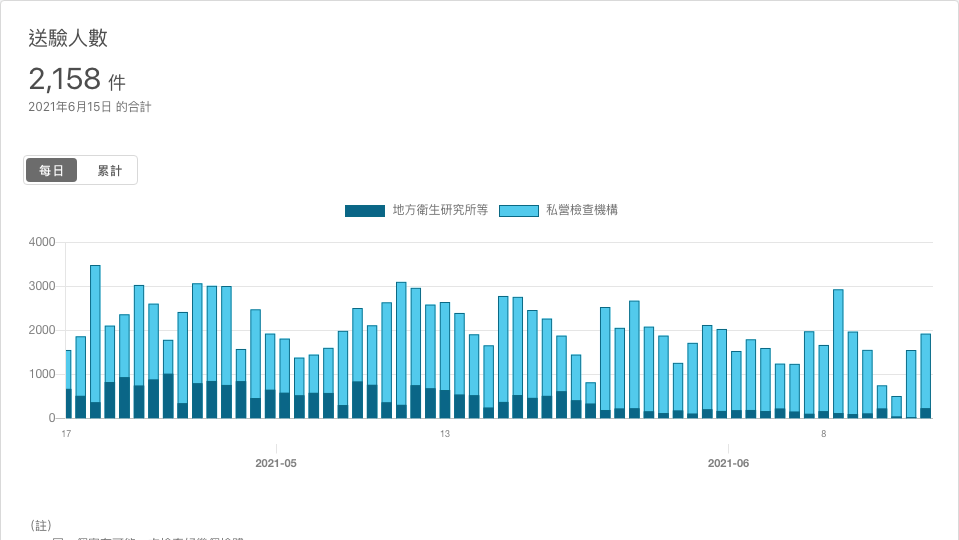 送驗人數
2,158 件
2021年6月15日 的合計
每日 累計
地方衛生研究所等 私營檢查機構
4000
3000
2000
1000
0
17 13 8
2021-05 2021-06
(註)